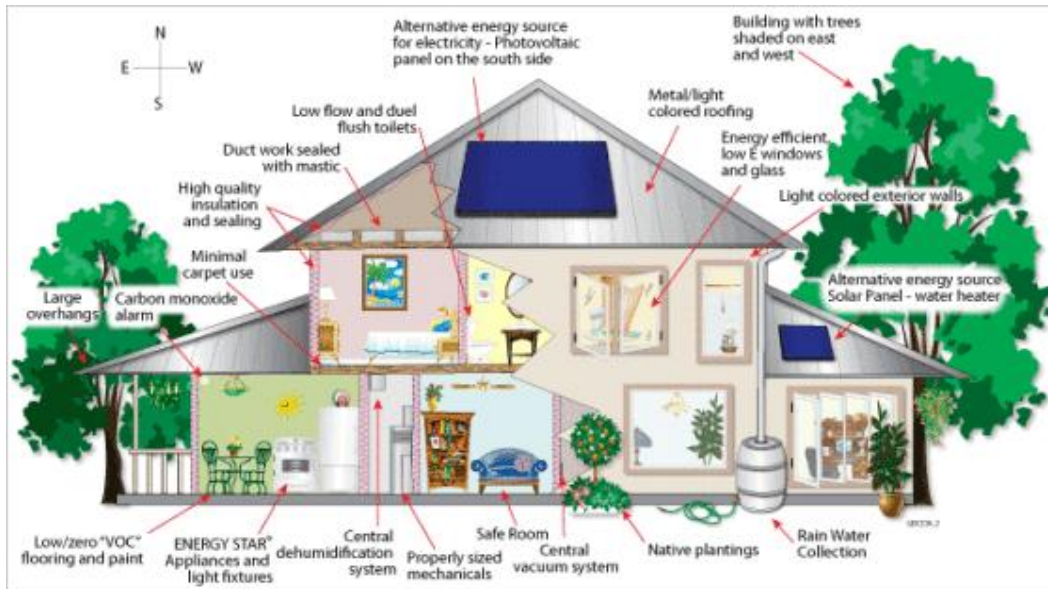 N
E W
S
Alternative energy source
for electricity - Photovoltaic
panel on the south side
Building with trees
shaded on east
and west
Low flow and duel
flush toilets
Metal/light
colored roofing
Duct work sealed
with mastic
Energy efficient,
low E windows
and glass
High quality
insulation
and sealing
Light colored exterior walls
Minimal
carpet use
Large
overhangs
Carbon monoxide
alarm
Alternative energy source
Solar Panel - water heater
Low/zero "VOC"
flooring and paint
ENERGY STAR®
Appliances and
light fixtures
Central
dehumidification
system
Properly sized
mechanicals
Safe Room
Central
vacuum system
Native plantings
Rain Water
Collection